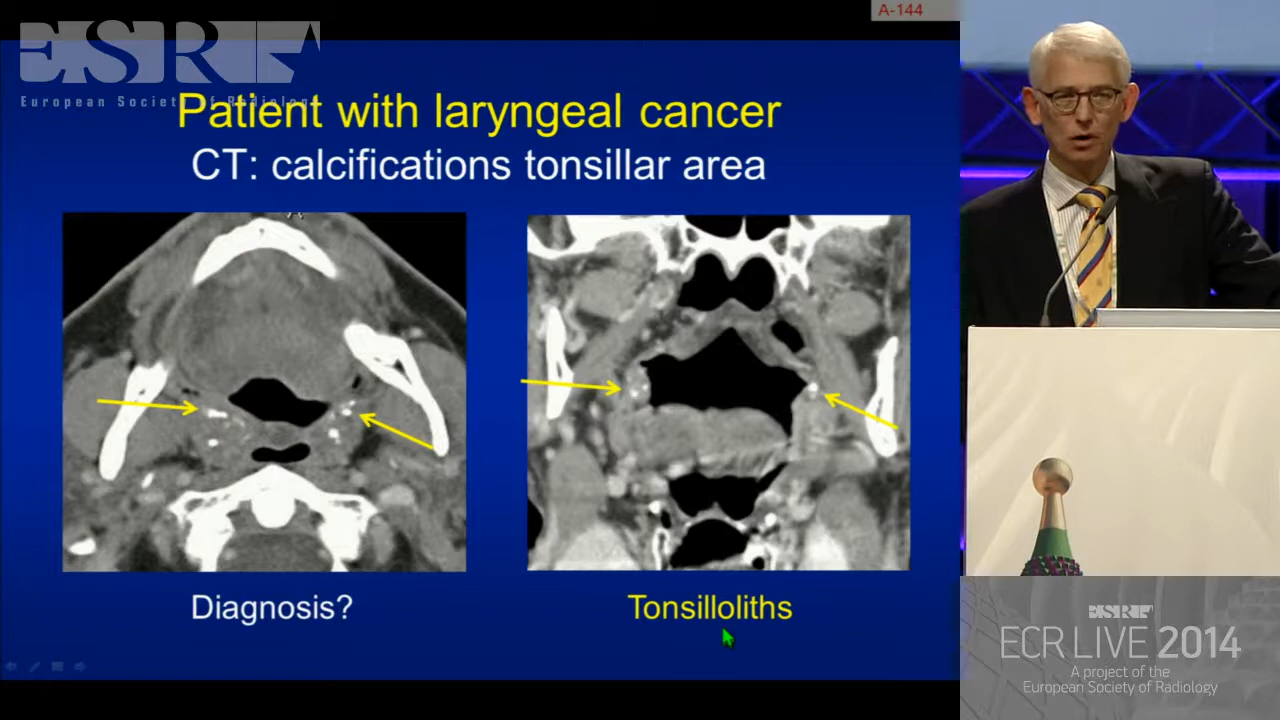 A-144
ESR
European Society of Radiology
Patient with laryngeal cancer
CT: calcifications tonsillar area
Diagnosis?
Tonsilloliths
ESR
ECR LIVE 2014
A project of the
European Society of Radiology